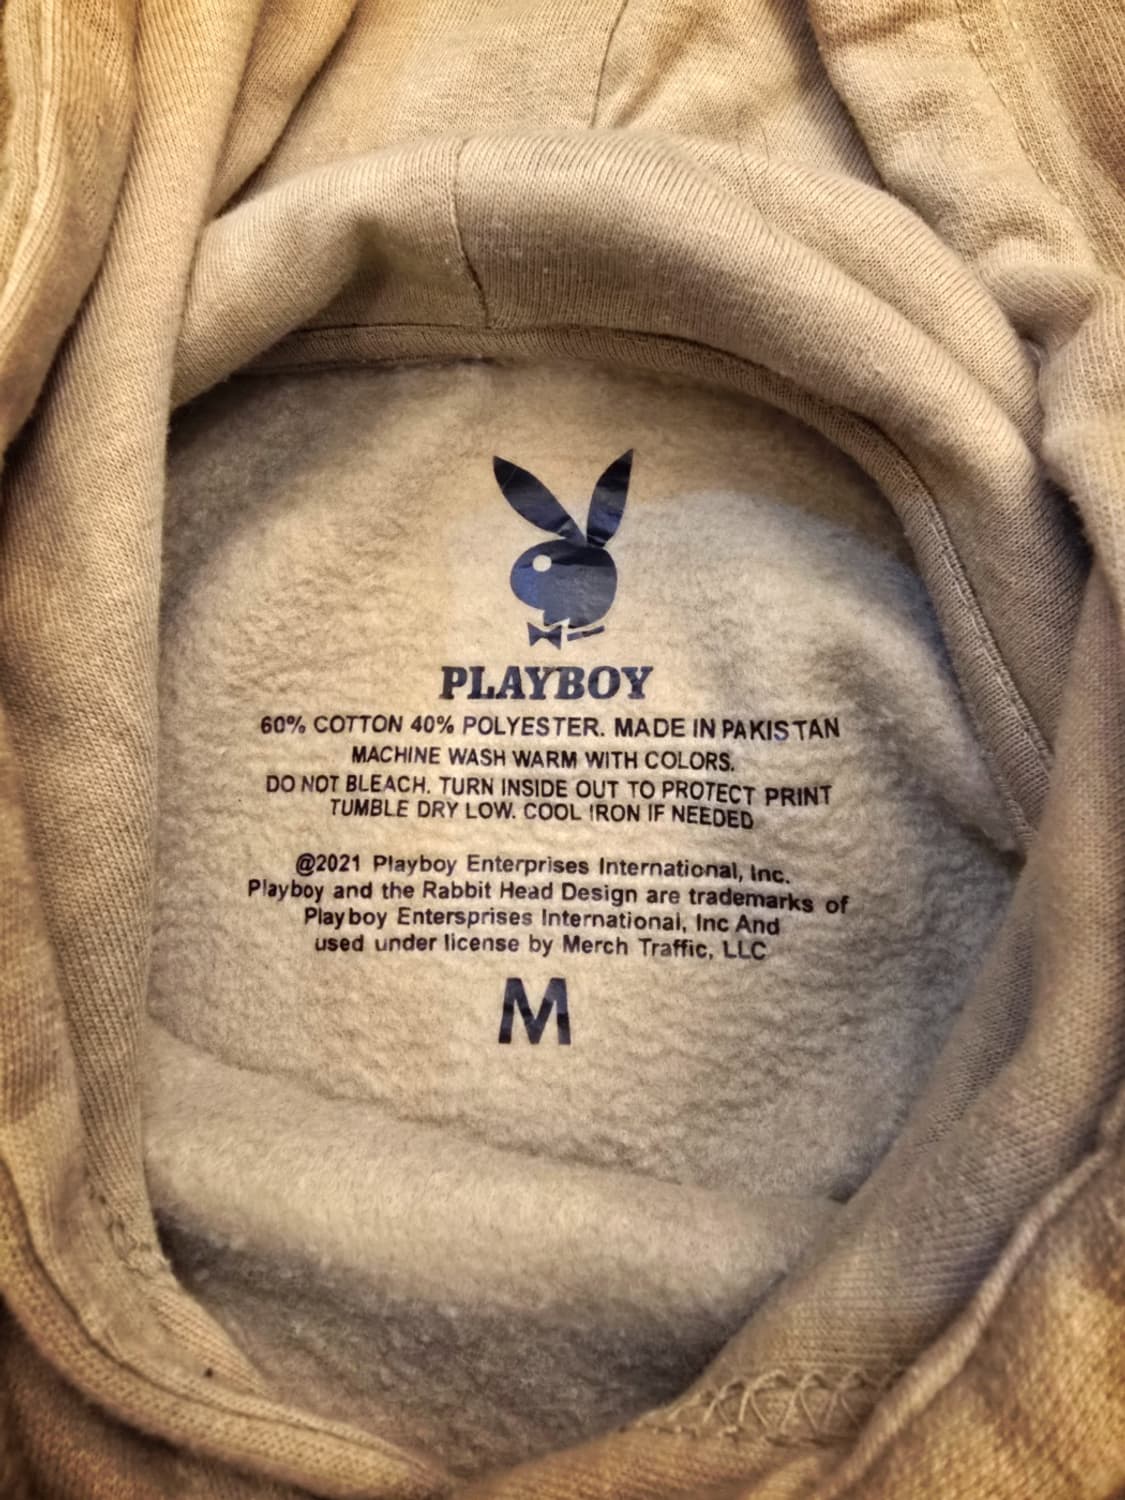 PLAYBOY
60% COTTON 40% POLYESTER. MADE IN PAKISTAN
MACHINE WASH WARM WITH COLORS.
DO NOT BLEACH. TURN INSIDE OUT TO PROTECT PRINT
TUMBLE DRY LOW. COOL IRON IF NEEDED
@2021 Playboy Enterprises International, Inc.
Playboy and the Rabbit Head Design are trademarks of
Playboy Entersprises International, Inc And
used under license by Merch Traffic, LLC
M